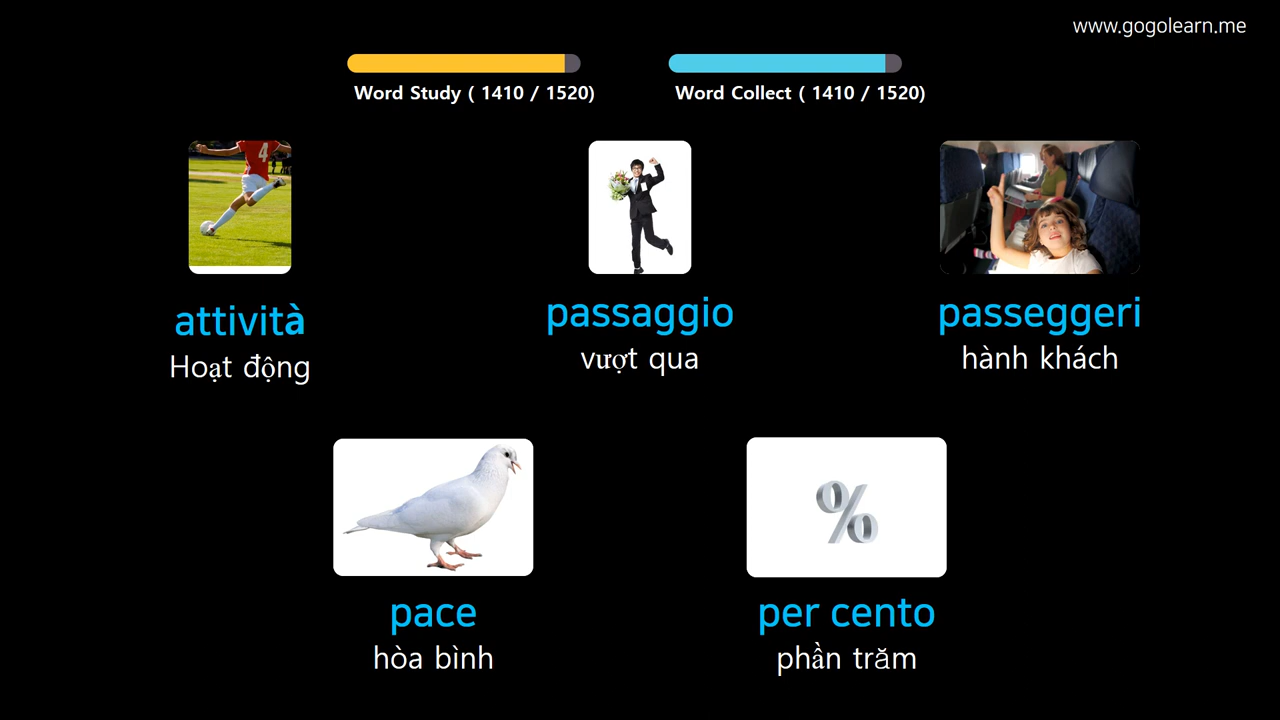 www.gogolearn.me
Word Study ( 1410 / 1520)
Word Collect ( 1410 / 1520)
4
attività
Hoạt động
passaggio
vượt qua
passeggeri
hành khách
%
pace
hòa bình
per cento
phần trăm